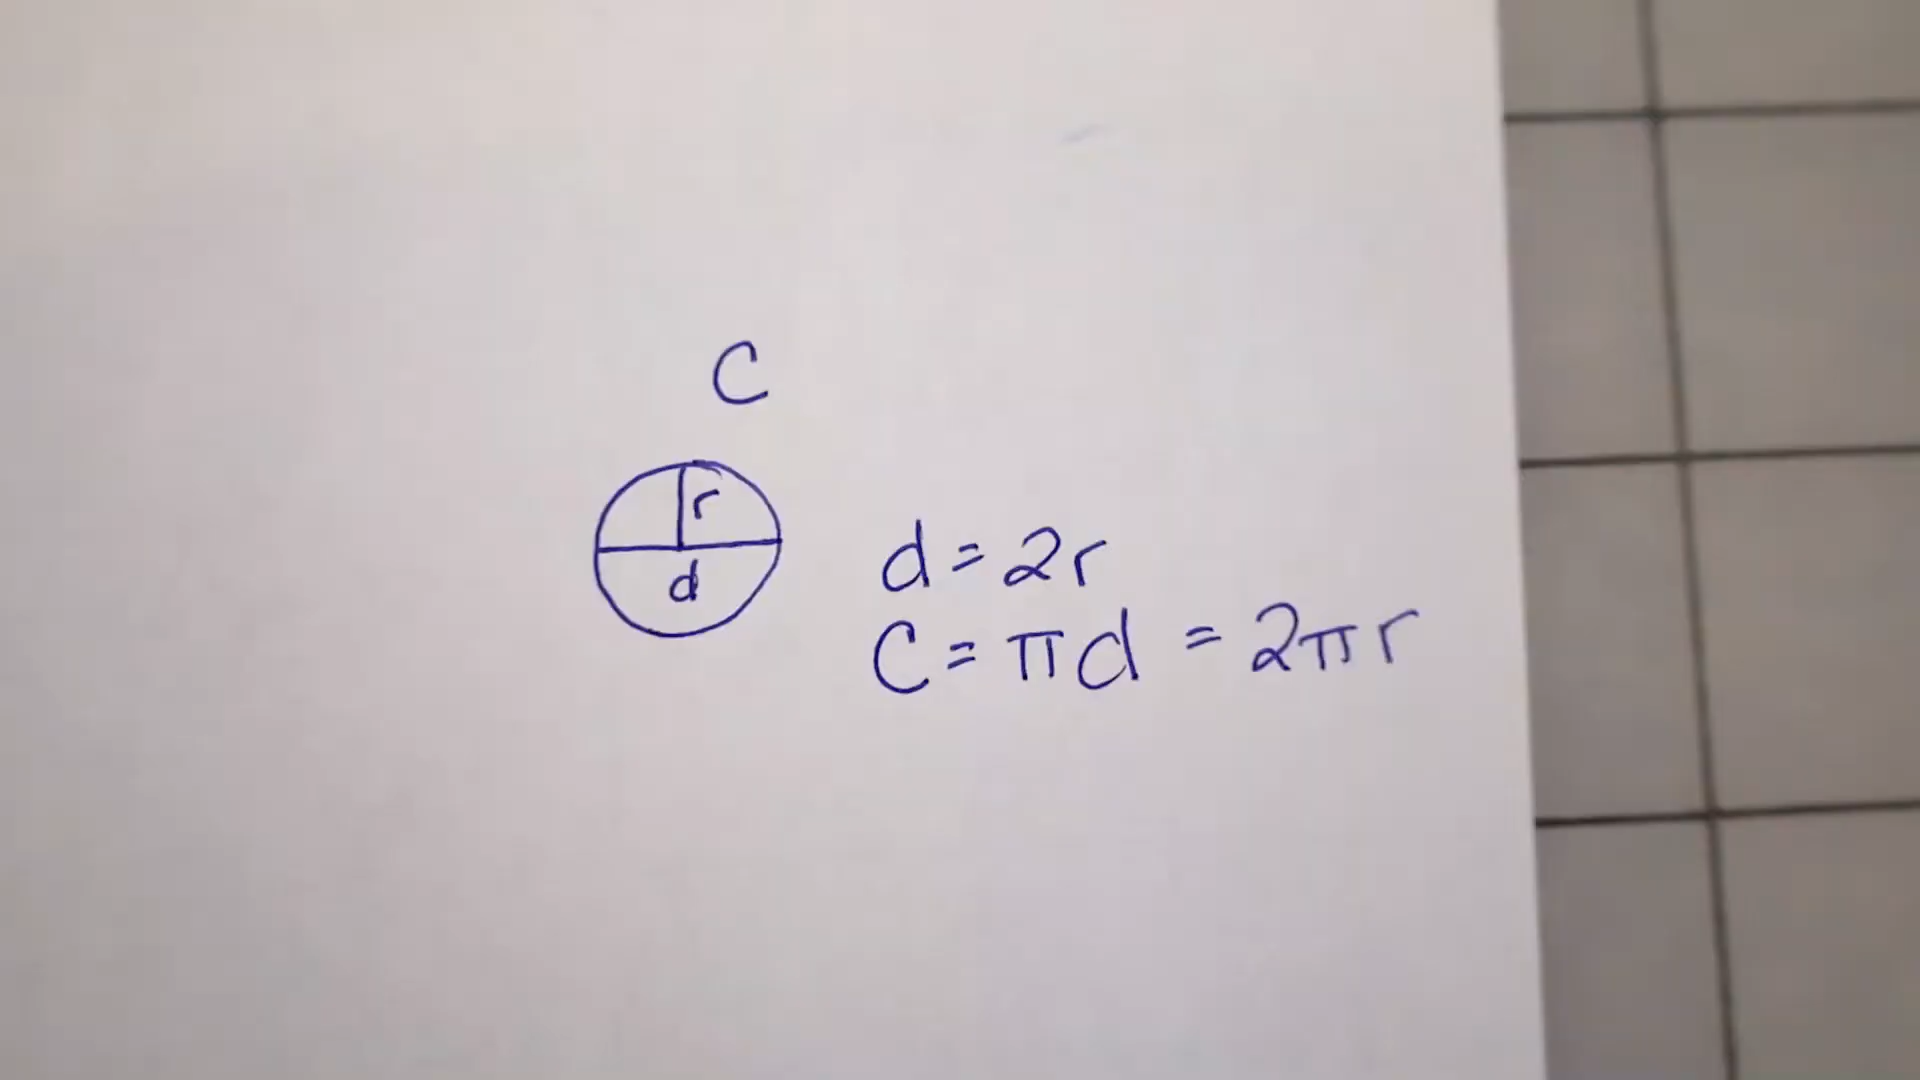 C
r
d
d = 2r
C = πd = 2πr